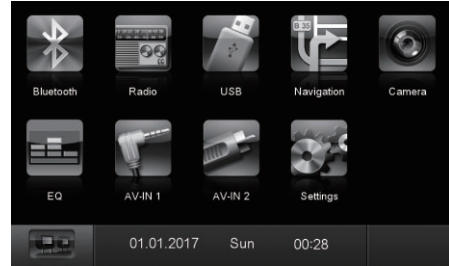 B 35
Bluetooth Radio USB Navigation Camera
EQ AV-IN 1 AV-IN 2 Settings
01.01.2017 Sun 00:28